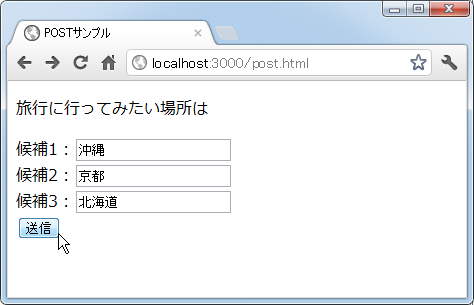 POSTサンプル
localhost:3000/post.html
旅行に行ってみたい場所は
候補1： 沖縄
候補2： 京都
候補3： 北海道
送信